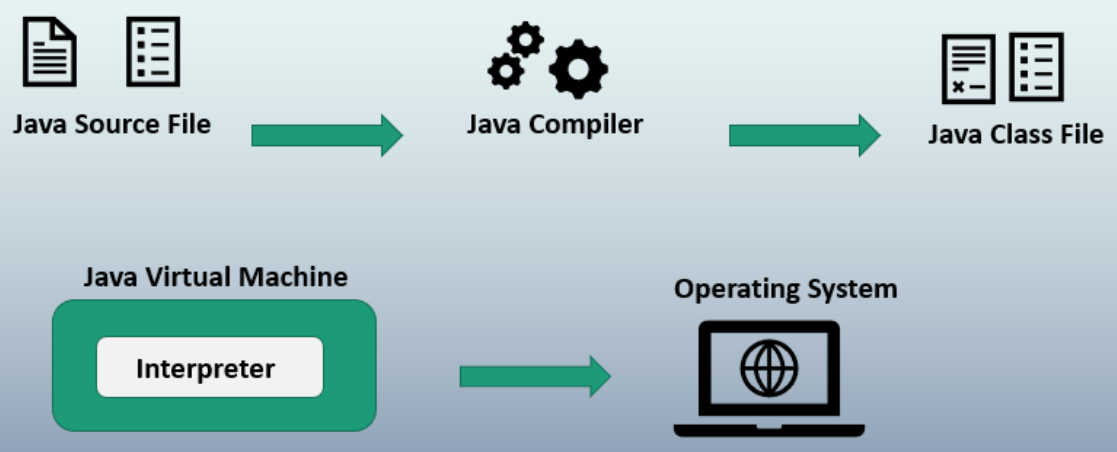 Java Source File
Java Compiler
Java Class File
Java Virtual Machine
Interpreter
Operating System